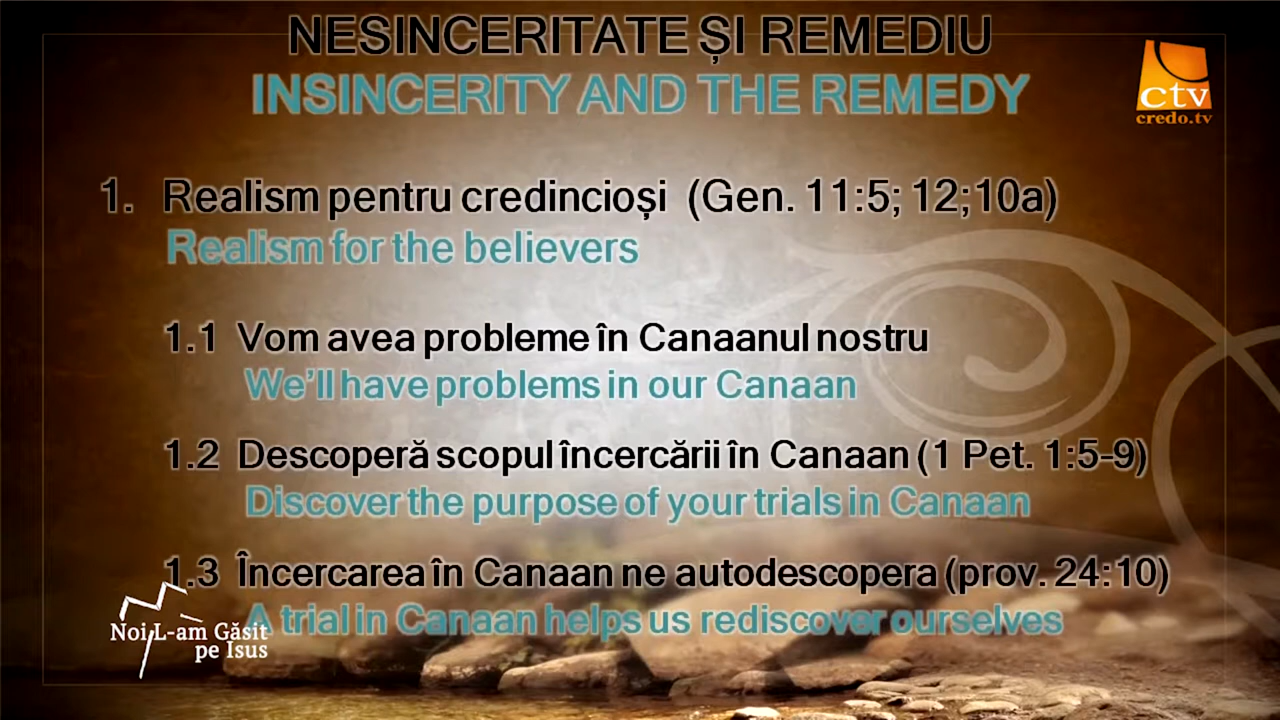 NESINCERITATE ȘI REMEDIU
INSINCERITY AND THE REMEDY
ctv
credo.tv
1. Realism pentru credincioși (Gen. 11:5; 12;10a)
Realism for the believers
1.1 Vom avea probleme în Canaanul nostru
We'll have problems in our Canaan
1.2 Descoperă scopul încercării în Canaan (1 Pet. 1:5-9)
Discover the purpose of your trials in Canaan
1.3 Încercarea în Canaan ne autodescopera (prov. 24:10)
A trial in Canaan helps us rediscover ourselves
Noi L-am Găsit
pe Isus